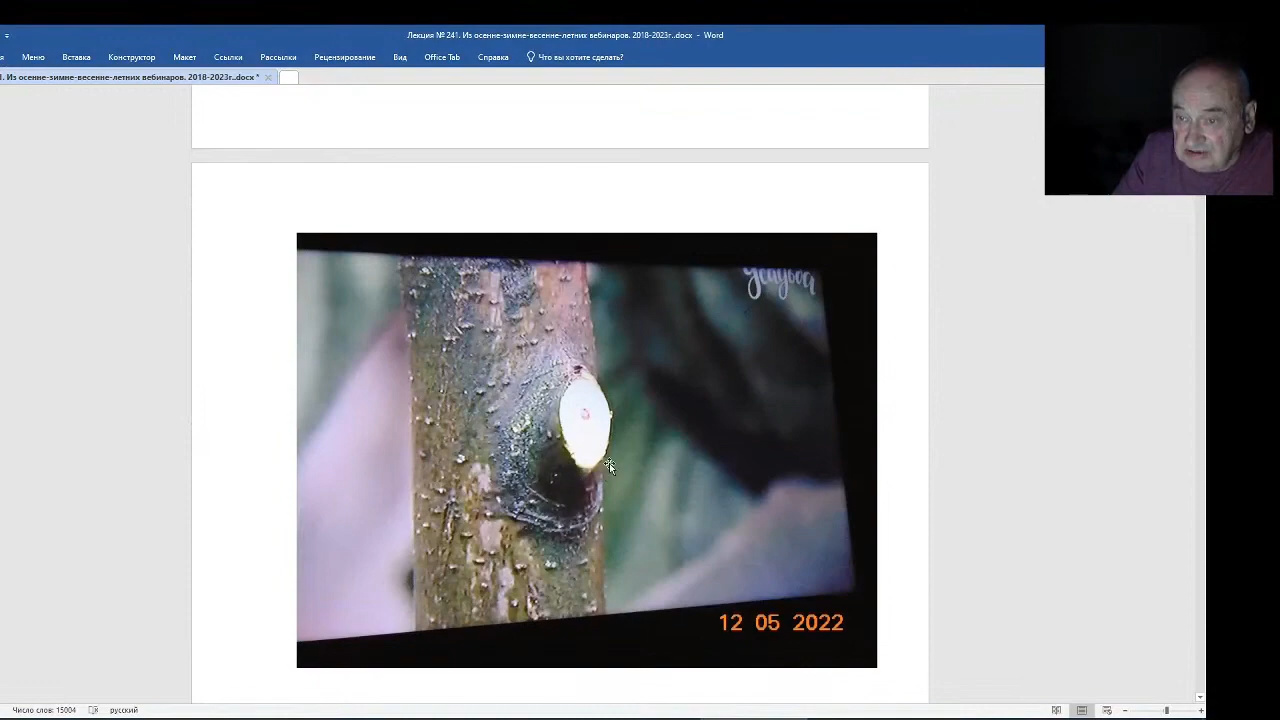 Лекция № 241. Из осенне-зимне-весенне-летних вебинаров. 2018-2023г..docx - Word
Меню Вставка Конструктор Макет Ссылки Рассылки Рецензирование Вид Office Tab Справка Что вы хотите сделать?
Из осенне-зимне-весенне-летних вебинаров. 2018-2023г..docx *
Усадьба
12 05 2022
Число слов: 15004 русский